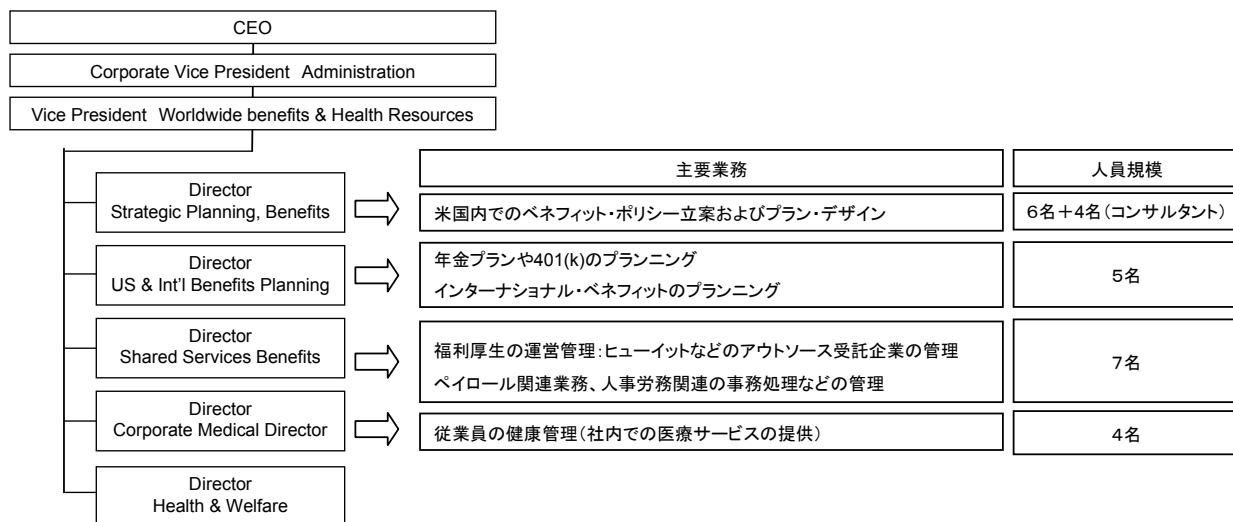 CEO
Corporate Vice President Administration
Vice President Worldwide benefits & Health Resources
主要業務
人員規模
Director
Strategic Planning, Benefits
米国内でのベネフィット・ポリシー立案およびプラン・デザイン
6名+4名(コンサルタント)
Director
US & Int'l Benefits Planning
年金プランや401(k)のプランニング
インターナショナル・ベネフィットのプランニング
5名
Director
Shared Services Benefits
福利厚生の運営管理:ヒューイットなどのアウトソース受託企業の管理
ペイロール関連業務、人事労務関連の事務処理などの管理
7名
Director
Corporate Medical Director
従業員の健康管理(社内での医療サービスの提供)
4名
Director
Health & Welfare